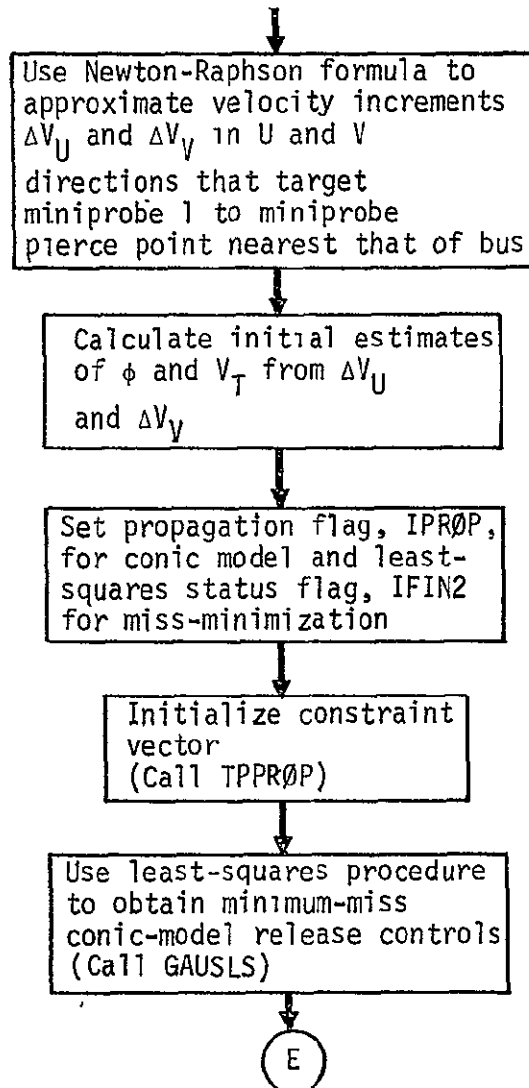 Use Newton-Raphson formula to
approximate velocity increments
ΔV_U and ΔV_V in U and V
directions that target
miniprobe 1 to miniprobe
pierce point nearest that of bus
Calculate initial estimates
of φ and V_T from ΔV_U
and ΔV_V
Set propagation flag, IPRØP,
for conic model and least-
squares status flag, IFIN2
for miss-minimization
Initialize constraint
vector
(Call TPPRØP)
Use least-squares procedure
to obtain minimum-miss
conic-model release controls
(Call GAUSLS)
E